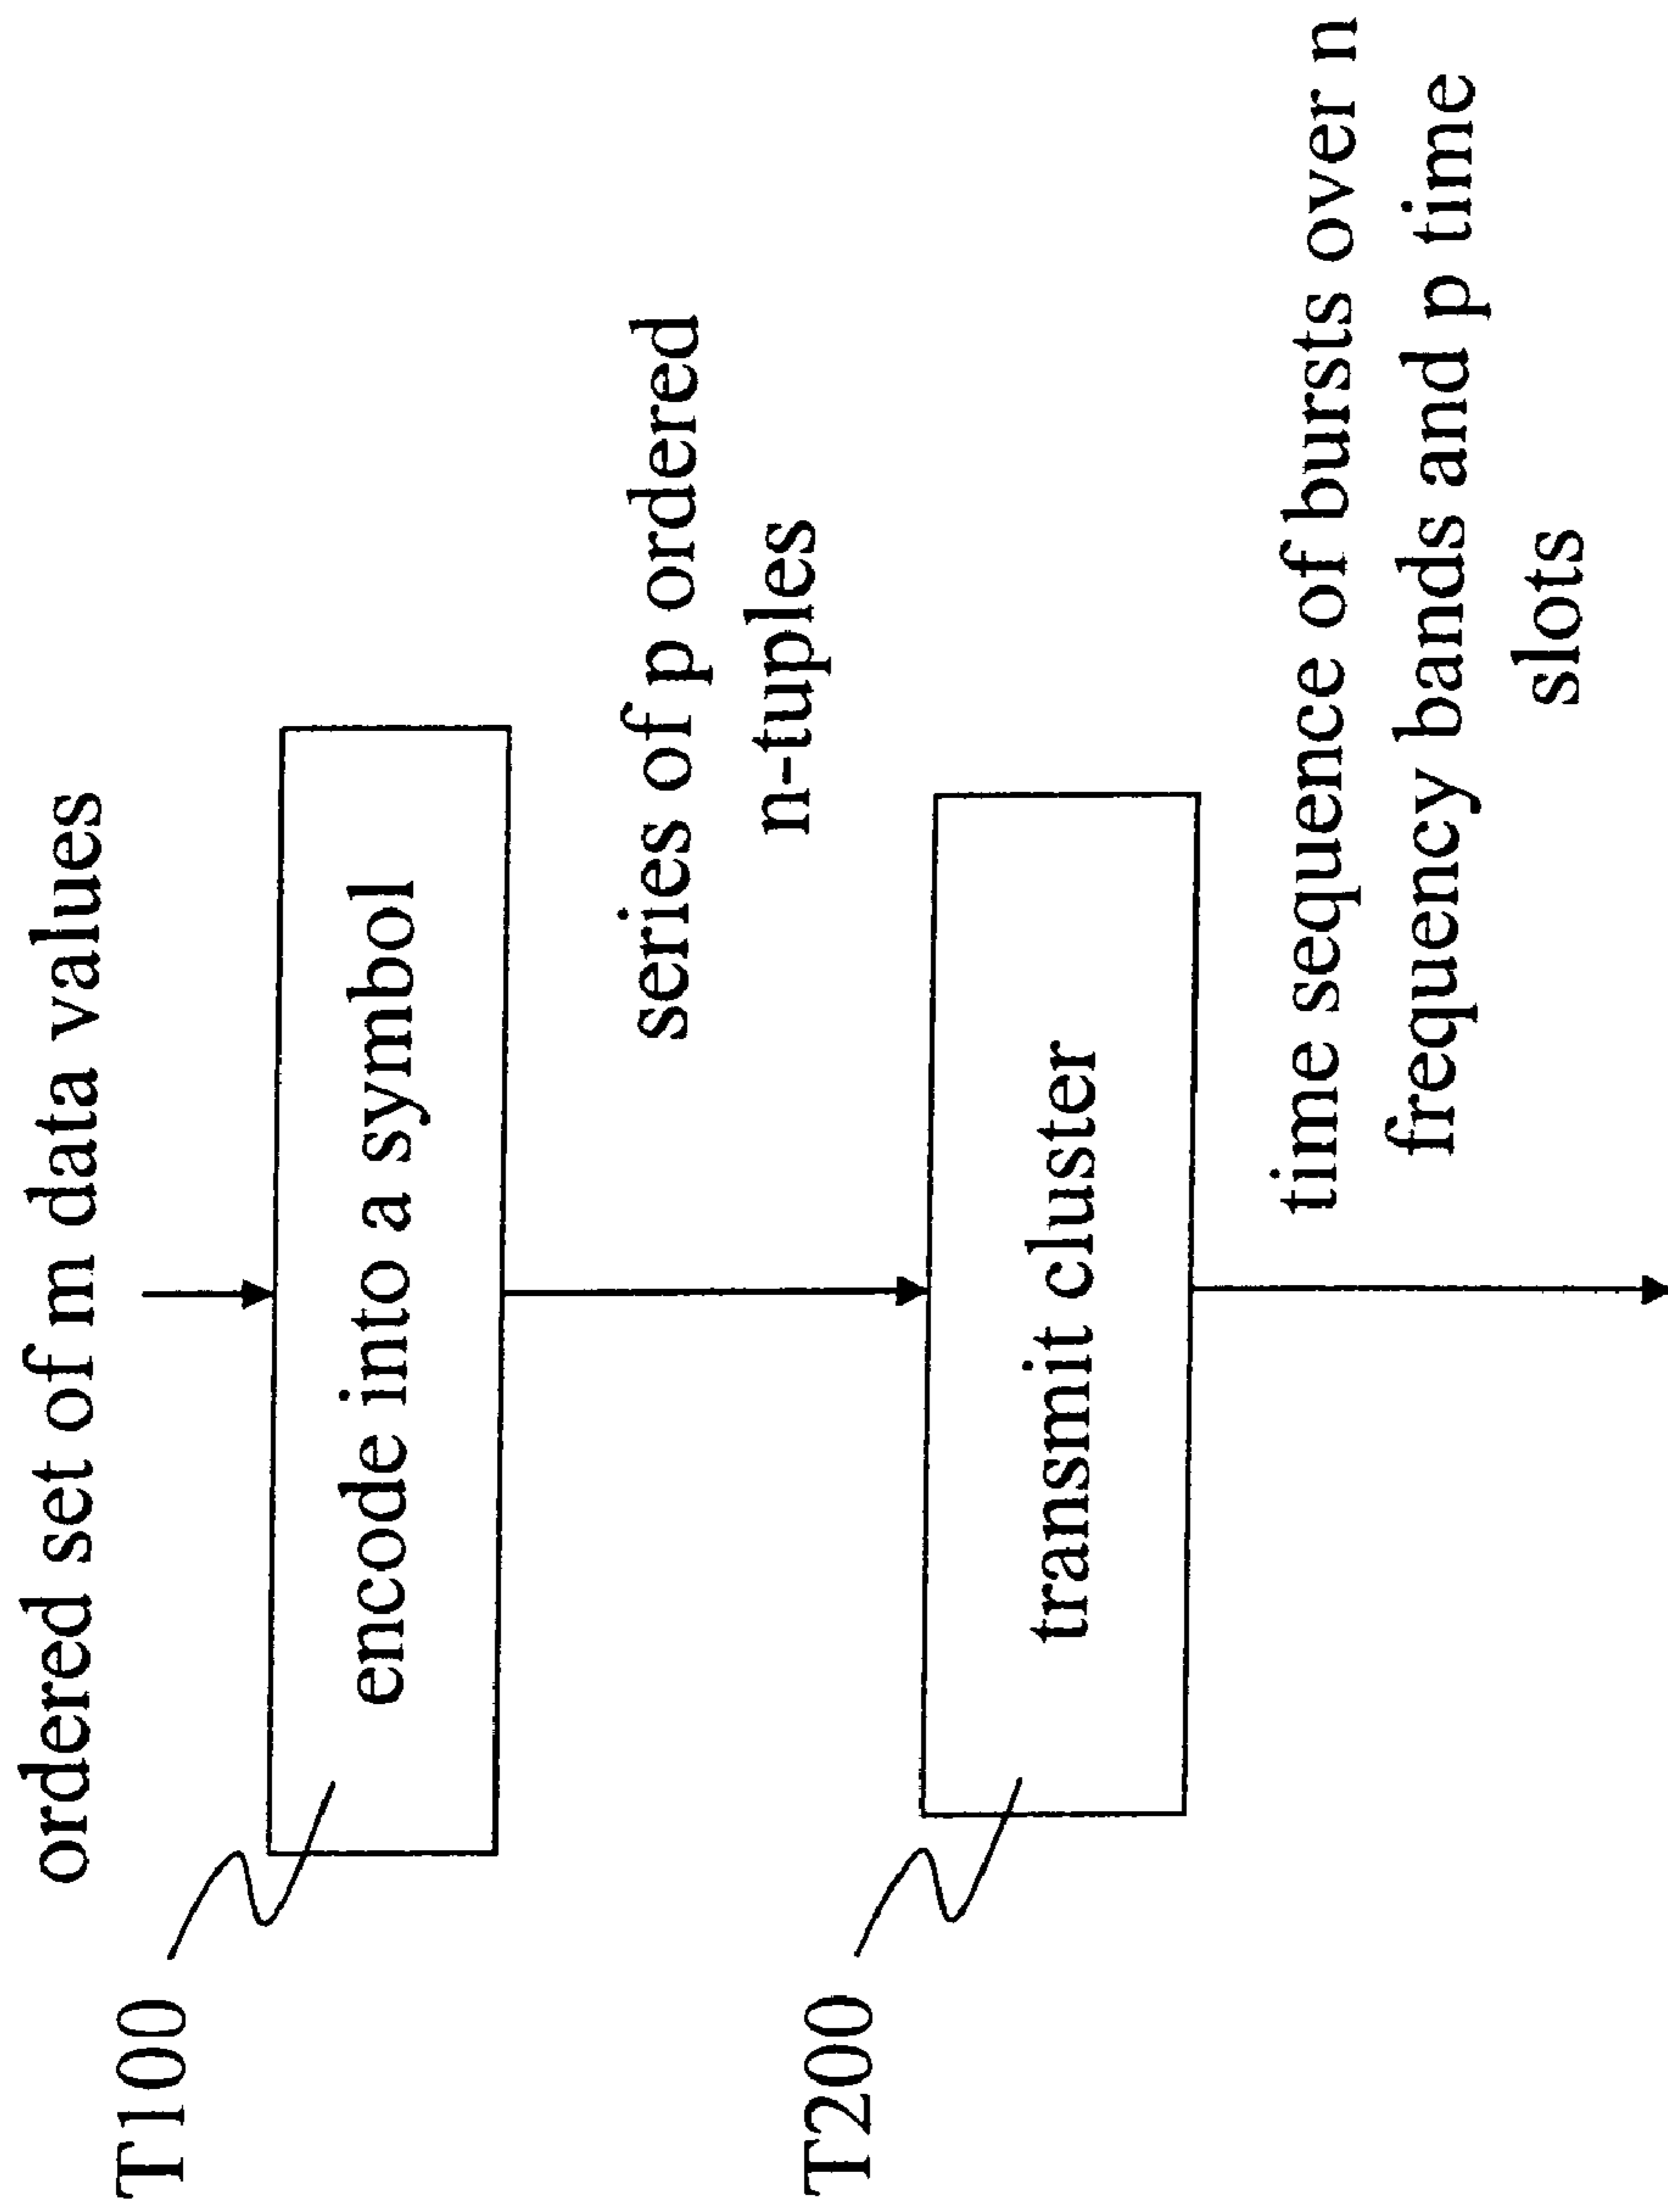 ordered set of m data values
T100
encode into a symbol
series of p ordered
n-tuples
T200
transmit cluster
time sequence of bursts over n
frequency bands and p time
slots